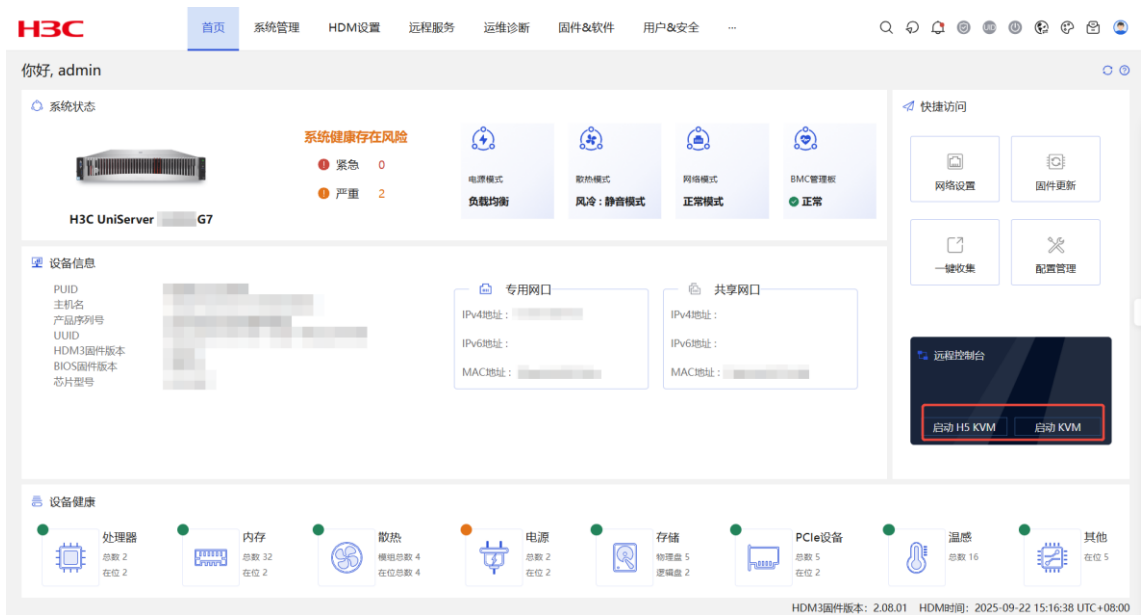 H3C
首页 系统管理 HDM设置 远程服务 运维诊断 固件&软件 用户&安全 ...
你好, admin
系统状态
系统健康存在风险
紧急 0
严重 2
H3C UniServer G7
电源模式
负载均衡
散热模式
风冷：静音模式
网络模式
正常模式
BMC管理板
正常
快捷访问
网络设置
固件更新
一键收集
配置管理
设备信息
PUID
主机名
产品序列号
UUID
HDM3固件版本
BIOS固件版本
芯片型号
专用网口
IPv4地址：
IPv6地址：
MAC地址：
共享网口
IPv4地址：
IPv6地址：
MAC地址：
远程控制台
启动 H5 KVM
启动 KVM
设备健康
处理器
总数 2
在位 2
内存
总数 32
在位 2
散热
模组总数 4
在位总数 4
电源
总数 2
在位 2
存储
物理盘 5
逻辑盘 2
PCIe设备
总数 5
在位 2
温感
总数 16
其他
在位 5
HDM3固件版本： 2.08.01 HDM时间： 2025-09-22 15:16:38 UTC+08:00